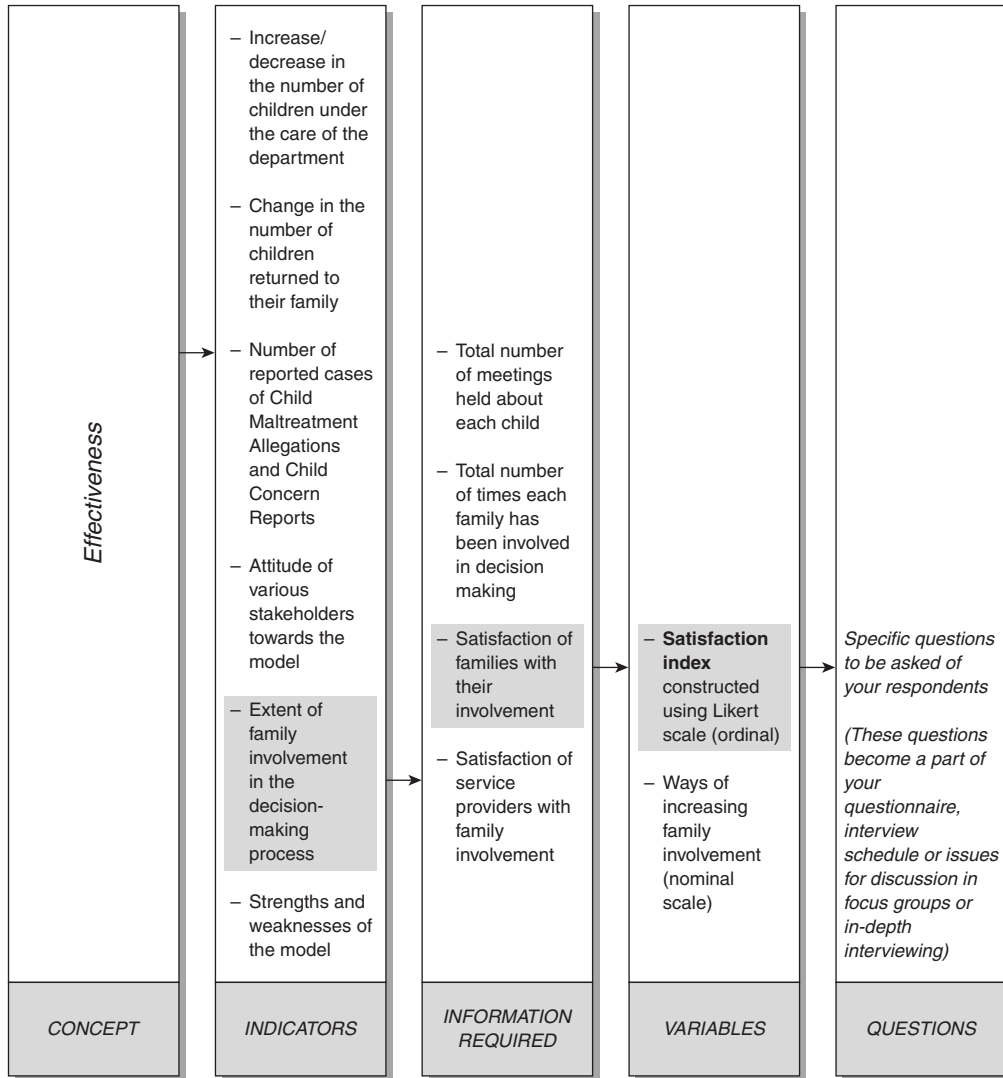 Effectiveness
CONCEPT
– Increase/
decrease in
the number of
children under
the care of the
department
– Change in the
number of
children
returned to
their family
– Number of
reported cases
of Child
Maltreatment
Allegations
and Child
Concern
Reports
– Attitude of
various
stakeholders
towards the
model
– Extent of
family
involvement
in the
decision-
making
process
– Strengths and
weaknesses of
the model
INDICATORS
– Total number
of meetings
held about
each child
– Total number
of times each
family has
been involved
in decision
making
– Satisfaction of
families with
their
involvement
– Satisfaction of
service
providers with
family
involvement
INFORMATION
REQUIRED
– Satisfaction
index
constructed
using Likert
scale (ordinal)
– Ways of
increasing
family
involvement
(nominal
scale)
VARIABLES
Specific questions
to be asked of
your respondents
(These questions
become a part of
your
questionnaire,
interview
schedule or issues
for discussion in
focus groups or
in-depth
interviewing)
QUESTIONS